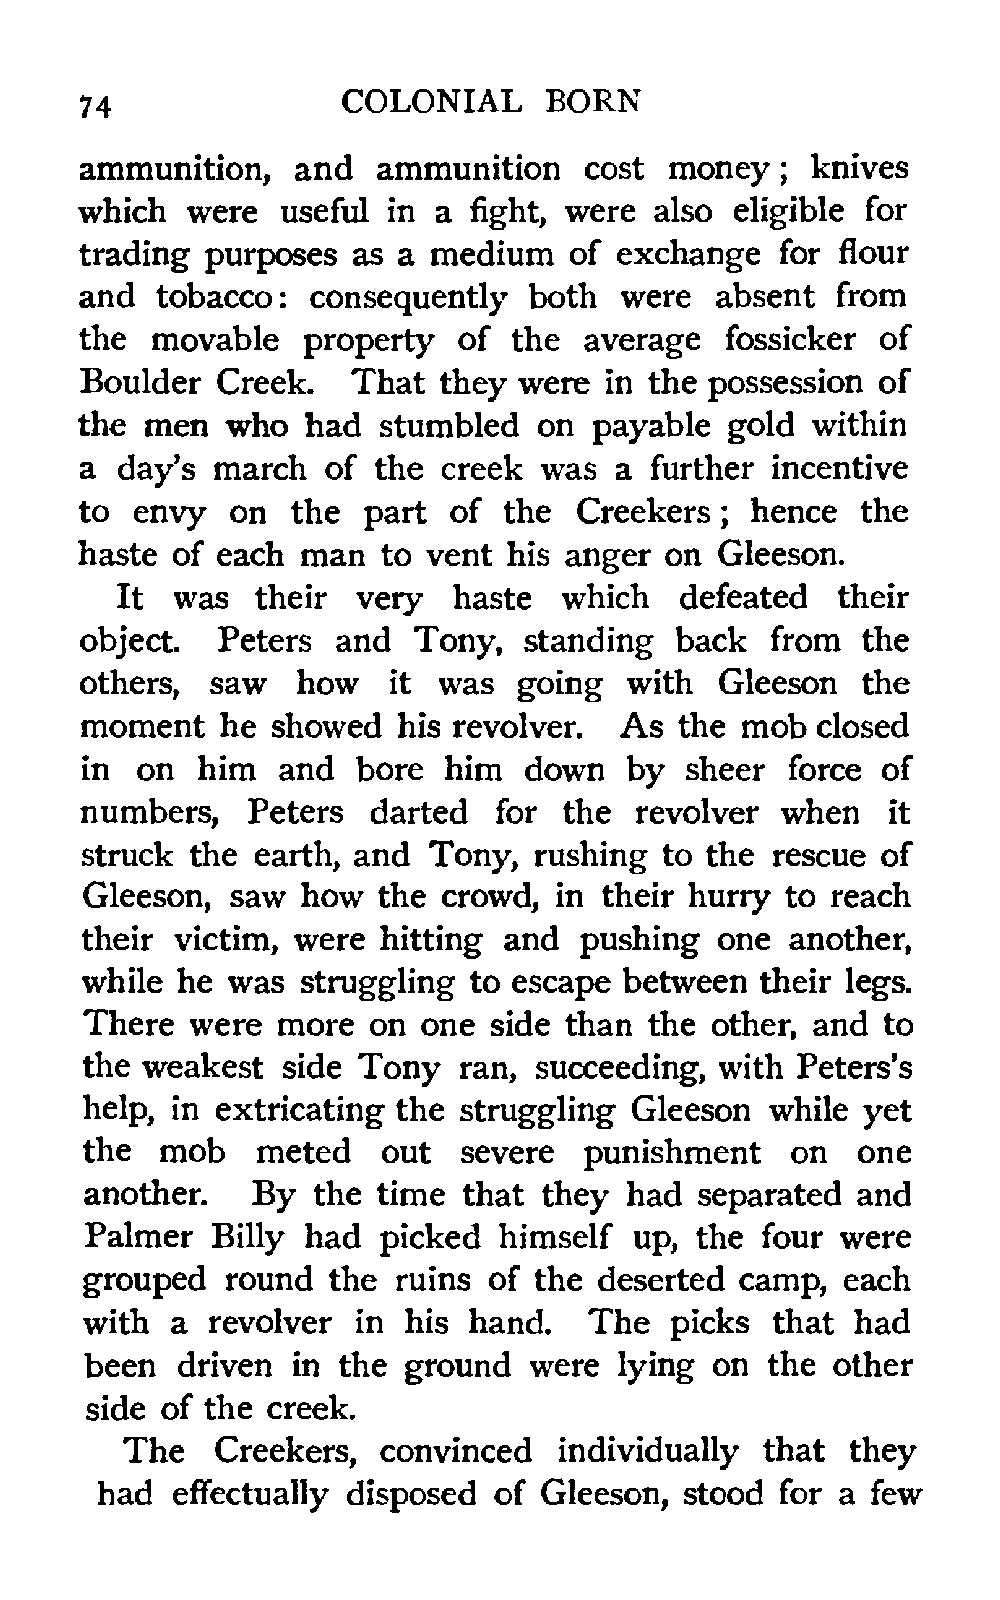 74 COLONIAL BORN
ammunition, and ammunition cost money; knives
which were useful in a fight, were also eligible for
trading purposes as a medium of exchange for flour
and tobacco: consequently both were absent from
the movable property of the average fossicker of
Boulder Creek. That they were in the possession of
the men who had stumbled on payable gold within
a day's march of the creek was a further incentive
to envy on the part of the Creekers; hence the
haste of each man to vent his anger on Gleeson.
It was their very haste which defeated their
object. Peters and Tony, standing back from the
others, saw how it was going with Gleeson the
moment he showed his revolver. As the mob closed
in on him and bore him down by sheer force of
numbers, Peters darted for the revolver when it
struck the earth, and Tony, rushing to the rescue of
Gleeson, saw how the crowd, in their hurry to reach
their victim, were hitting and pushing one another,
while he was struggling to escape between their legs.
There were more on one side than the other, and to
the weakest side Tony ran, succeeding, with Peters's
help, in extricating the struggling Gleeson while yet
the mob meted out severe punishment on one
another. By the time that they had separated and
Palmer Billy had picked himself up, the four were
grouped round the ruins of the deserted camp, each
with a revolver in his hand. The picks that had
been driven in the ground were lying on the other
side of the creek.
The Creekers, convinced individually that they
had effectually disposed of Gleeson, stood for a few